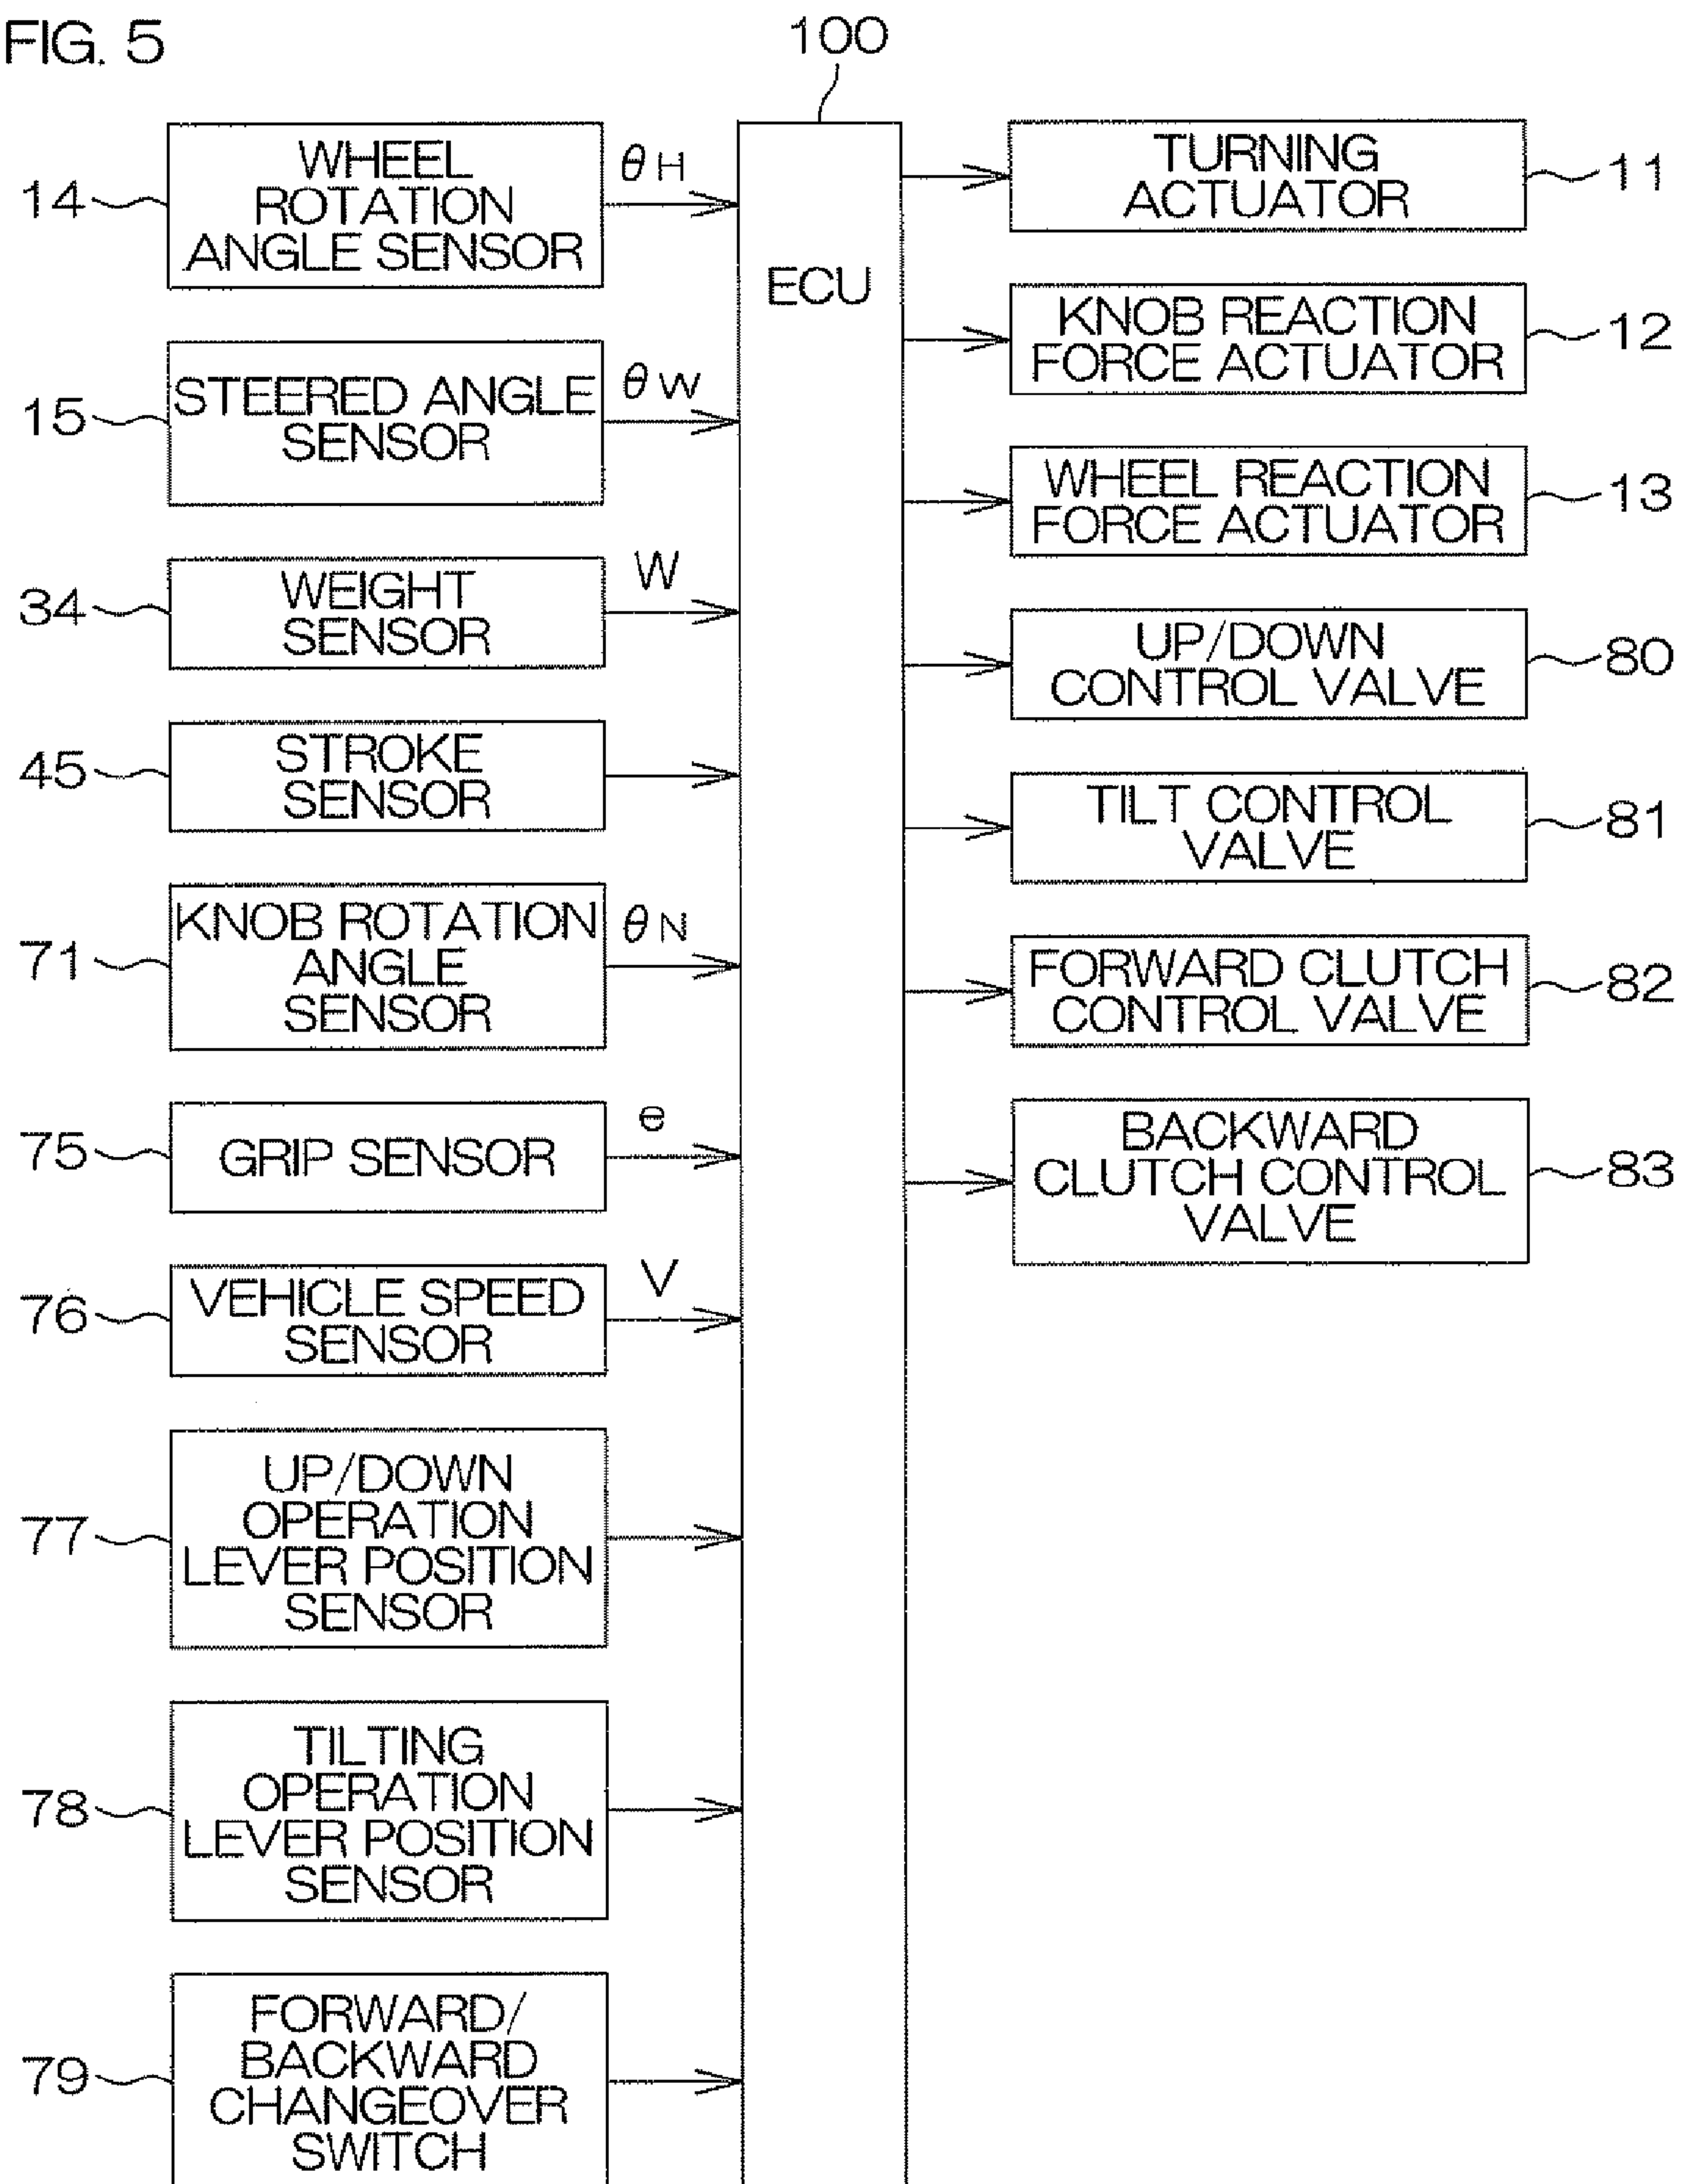 FIG. 5
100
14
WHEEL
ROTATION
ANGLE SENSOR
θH
15
STEERED ANGLE
SENSOR
θW
34
WEIGHT
SENSOR
W
45
STROKE
SENSOR
71
KNOB ROTATION
ANGLE
SENSOR
θN
75
GRIP SENSOR
e
76
VEHICLE SPEED
SENSOR
V
77
UP/DOWN
OPERATION
LEVER POSITION
SENSOR
78
TILTING
OPERATION
LEVER POSITION
SENSOR
79
FORWARD/
BACKWARD
CHANGEOVER
SWITCH
ECU
TURNING
ACTUATOR
11
KNOB REACTION
FORCE ACTUATOR
12
WHEEL REACTION
FORCE ACTUATOR
13
UP/DOWN
CONTROL VALVE
80
TILT CONTROL
VALVE
81
FORWARD CLUTCH
CONTROL VALVE
82
BACKWARD
CLUTCH CONTROL
VALVE
83